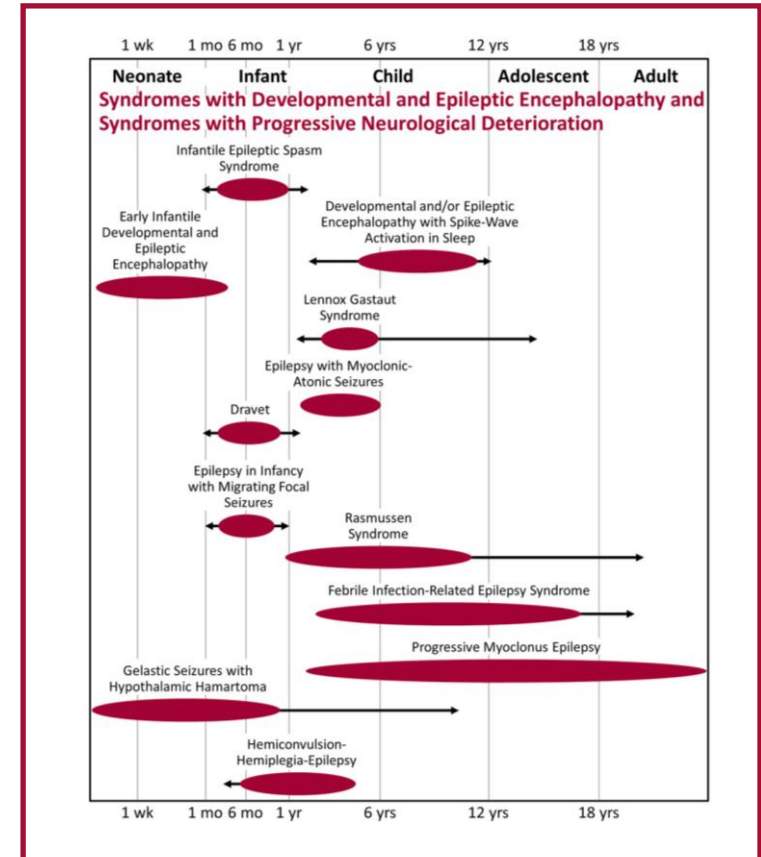 1 wk 1 mo 6 mo 1 yr 6 yrs 12 yrs 18 yrs
Neonate Infant Child Adolescent Adult
Syndromes with Developmental and Epileptic Encephalopathy and
Syndromes with Progressive Neurological Deterioration
Infantile Epileptic Spasm
Syndrome
Developmental and/or Epileptic
Encephalopathy with Spike-Wave
Activation in Sleep
Early Infantile
Developmental and
Epileptic
Encephalopathy
Lennox Gastaut
Syndrome
Epilepsy with Myoclonic-
Atonic Seizures
Dravet
Epilepsy in Infancy
with Migrating Focal
Seizures
Rasmussen
Syndrome
Febrile Infection-Related Epilepsy Syndrome
Progressive Myoclonus Epilepsy
Gelastic Seizures with
Hypothalamic Hamartoma
Hemiconvulsion-
Hemiplegia-Epilepsy
1 wk 1 mo 6 mo 1 yr 6 yrs 12 yrs 18 yrs